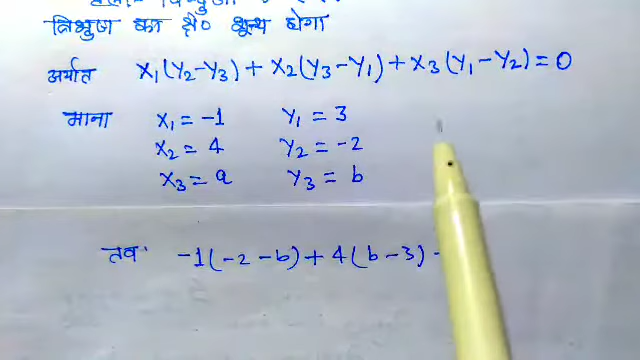 त्रिभुज का क्षे० शून्य होगा
अर्थात x₁(y₂-y₃) + x₂(y₃-y₁) + x₃(y₁-y₂) = 0
माना x₁ = -1 y₁ = 3
x₂ = 4 y₂ = -2
x₃ = a y₃ = b
तब -1(-2-b) + 4(b-3) -